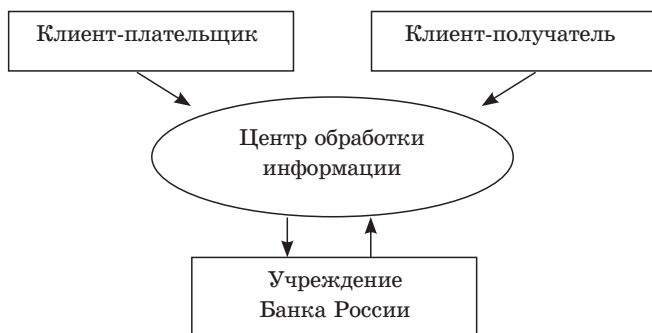 Клиент-плательщик
Клиент-получатель
Центр обработки
информации
Учреждение
Банка России